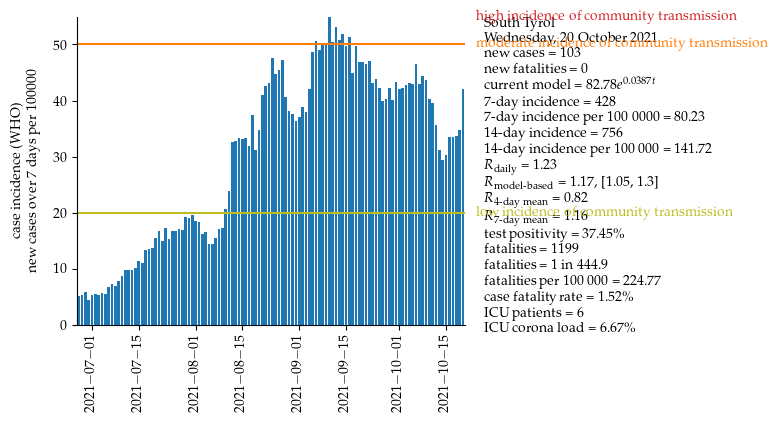 high incidence of community transmission
South Tyrol
Wednesday, 20 October 2021
moderate incidence of community transmission
new cases = 103
new fatalities = 0
current model = 82.78e^0.0387t
7-day incidence = 428
7-day incidence per 100 0000 = 80.23
14-day incidence = 756
14-day incidence per 100 000 = 141.72
R_daily = 1.23
R_model-based = 1.17, [1.05, 1.3]
R_4-day mean = 0.82
low incidence of community transmission
R_7-day mean = 1.16
test positivity = 37.45%
fatalities = 1199
fatalities = 1 in 444.9
fatalities per 100 000 = 224.77
case fatality rate = 1.52%
ICU patients = 6
ICU corona load = 6.67%
case incidence (WHO)
new cases over 7 days per 100000
50
40
30
20
10
0
2021−07−01
2021−07−15
2021−08−01
2021−08−15
2021−09−01
2021−09−15
2021−10−01
2021−10−15